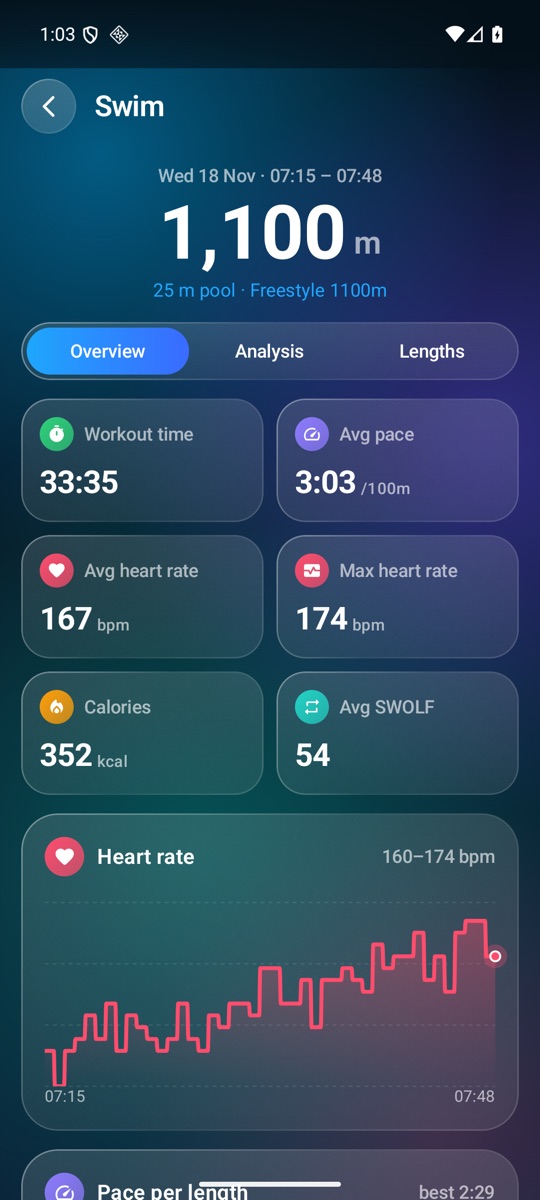 1:03
Swim
Wed 18 Nov · 07:15 – 07:48
1,100 m
25 m pool · Freestyle 1100m
Overview Analysis Lengths
Workout time
33:35
Avg pace
3:03 /100m
Avg heart rate
167 bpm
Max heart rate
174 bpm
Calories
352 kcal
Avg SWOLF
54
Heart rate 160–174 bpm
07:15 07:48
Pace per length best 2:29